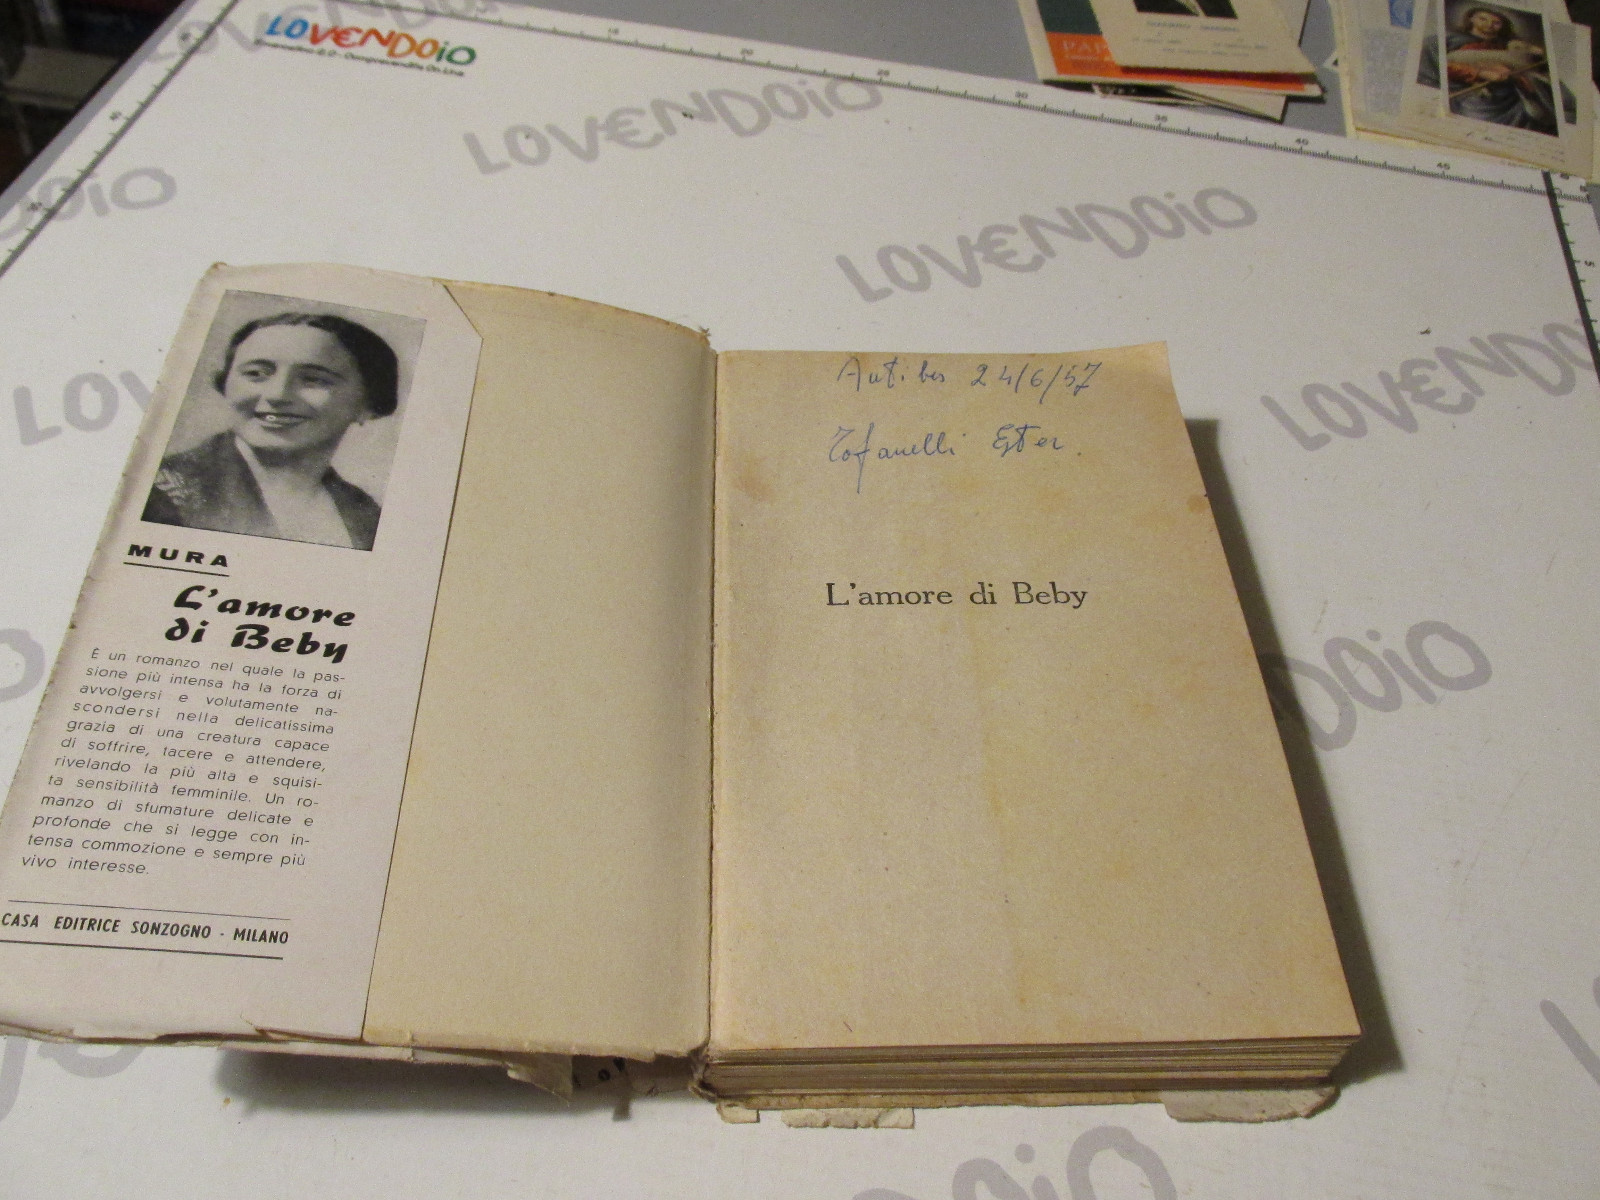 LOVENDOiO
LOVENDOiO
LOVENDOiO
MURA
L'amore
di Beby
È un romanzo nel quale la pas-
sione più intensa ha la forza di
avvolgersi e volutamente na-
scondersi nella delicatissima
grazia di una creatura capace
di soffrire, tacere e attendere,
rivelando la più alta e squisi-
ta sensibilità femminile. Un ro-
manzo di sfumature delicate e
profonde che si legge con in-
tensa commozione e sempre più
vivo interesse.
CASA EDITRICE SONZOGNO - MILANO
Antibes 24/6/57
Tofanelli Ester.
L'amore di Beby